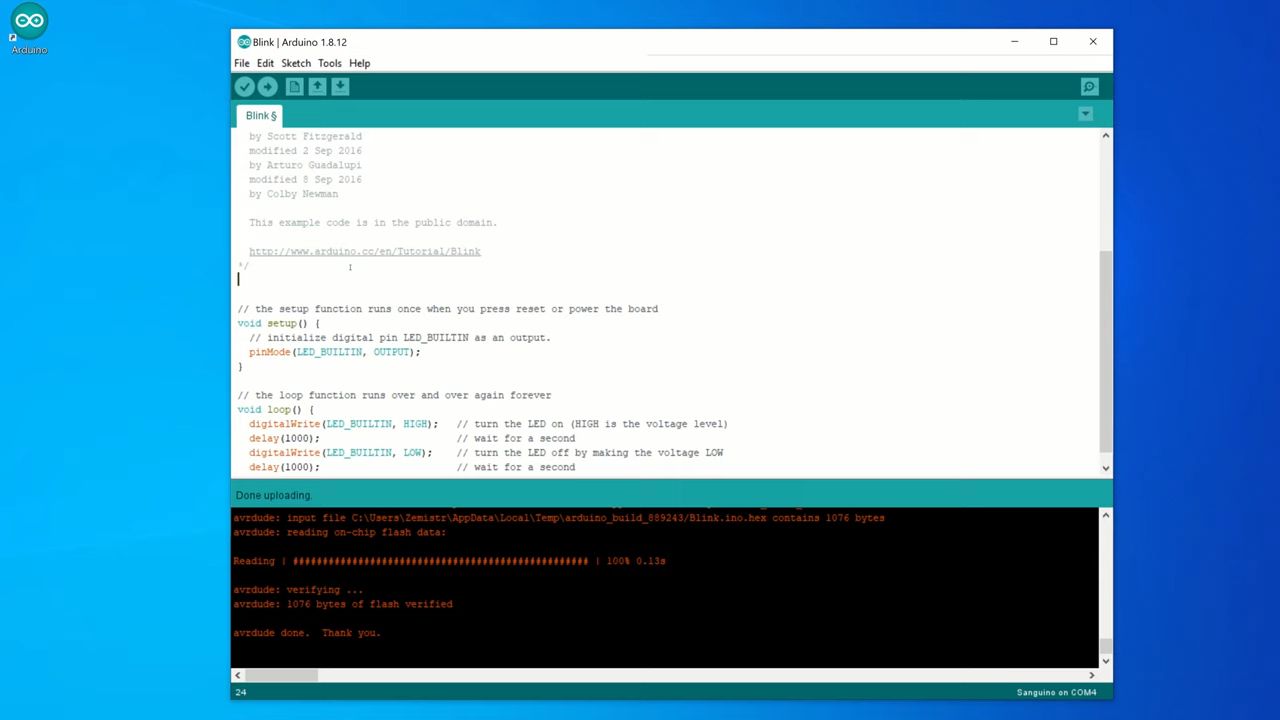 Arduino
Blink | Arduino 1.8.12
File Edit Sketch Tools Help
Blink §
by Scott Fitzgerald
modified 2 Sep 2016
by Arturo Guadalupi
modified 8 Sep 2016
by Colby Newman
This example code is in the public domain.
http://www.arduino.cc/en/Tutorial/Blink
*/
// the setup function runs once when you press reset or power the board
void setup() {
// initialize digital pin LED_BUILTIN as an output.
pinMode(LED_BUILTIN, OUTPUT);
}
// the loop function runs over and over again forever
void loop() {
digitalWrite(LED_BUILTIN, HIGH);   // turn the LED on (HIGH is the voltage level)
delay(1000);                       // wait for a second
digitalWrite(LED_BUILTIN, LOW);    // turn the LED off by making the voltage LOW
delay(1000);                       // wait for a second
Done uploading.
avrdude: input file C:\Users\Zemistr\AppData\Local\Temp\arduino_build_889243/Blink.ino.hex contains 1076 bytes
avrdude: reading on-chip flash data:
Reading | ################################################## | 100% 0.13s
avrdude: verifying ...
avrdude: 1076 bytes of flash verified
avrdude done.  Thank you.
24
Sanguino on COM4